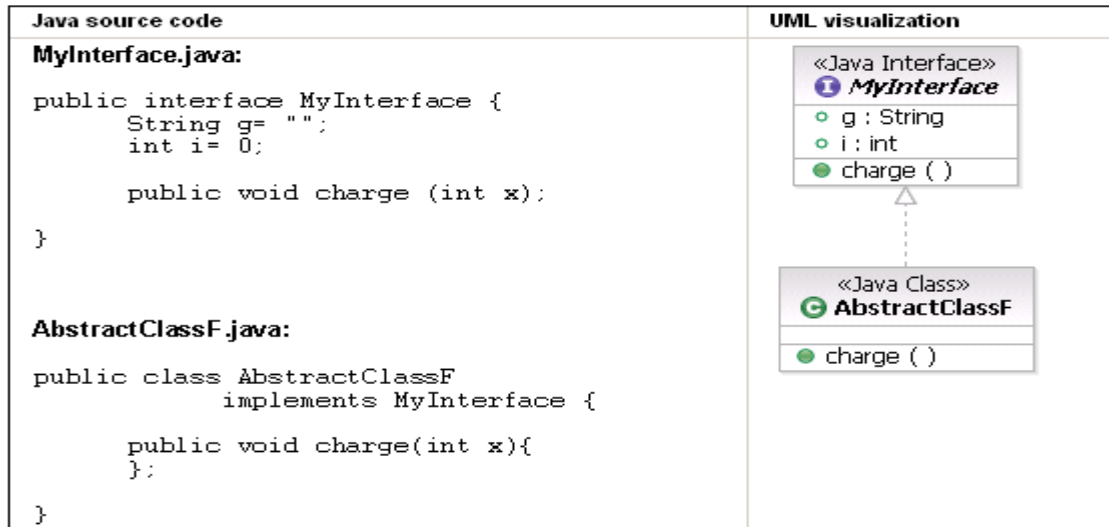 Java source code
UML visualization
MyInterface.java:
public interface MyInterface {
String g= "";
int i= 0;
public void charge (int x);
}
AbstractClassF.java:
public class AbstractClassF
implements MyInterface {
public void charge(int x){
};
}
«Java Interface»
I MyInterface
g : String
i : int
charge ( )
«Java Class»
C AbstractClassF
charge ( )